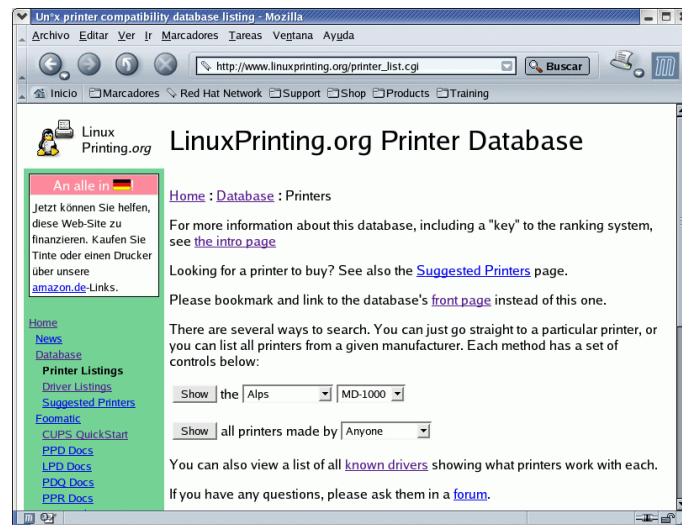 Un*x printer compatibility database listing - Mozilla
Archivo Editar Ver Ir Marcadores Tareas Ventana Ayuda
http://www.linuxprinting.org/printer_list.cgi
Buscar
Inicio Marcadores Red Hat Network Support Shop Products Training
Linux
Printing.org
LinuxPrinting.org Printer Database
An alle in !
Jetzt können Sie helfen,
diese Web-Site zu
finanzieren. Kaufen Sie
Tinte oder einen Drucker
über unsere
amazon.de-Links.
Home
News
Database
Printer Listings
Driver Listings
Suggested Printers
Foomatic
CUPS QuickStart
PPD Docs
LPD Docs
PDQ Docs
PPR Docs
Home : Database : Printers
For more information about this database, including a "key" to the ranking system,
see the intro page
Looking for a printer to buy? See also the Suggested Printers page.
Please bookmark and link to the database's front page instead of this one.
There are several ways to search. You can just go straight to a particular printer, or
you can list all printers from a given manufacturer. Each method has a set of
controls below:
Show the Alps MD-1000
Show all printers made by Anyone
You can also view a list of all known drivers showing what printers work with each.
If you have any questions, please ask them in a forum.